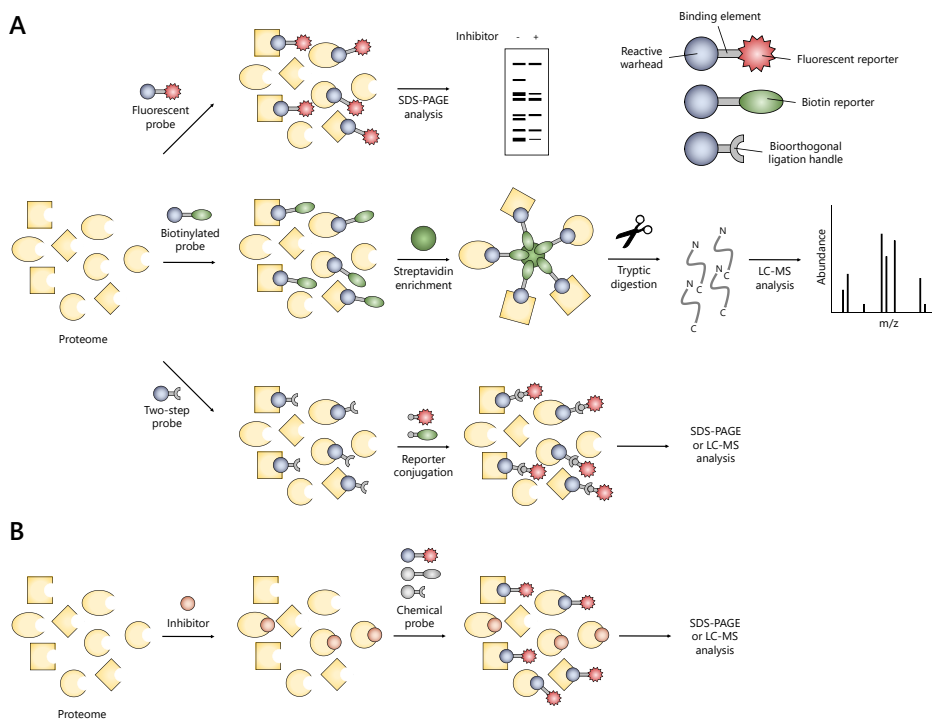 A
Inhibitor
- +
Binding element
Reactive
warhead
Fluorescent reporter
Biotin reporter
Bioorthogonal
ligation handle
Fluorescent
probe
SDS-PAGE
analysis
Biotinylated
probe
Streptavidin
enrichment
Tryptic
digestion
N
N
N
C
N
C
C
C
LC-MS
analysis
Abundance
m/z
Proteome
Two-step
probe
Reporter
conjugation
SDS-PAGE
or LC-MS
analysis
B
Inhibitor
Chemical
probe
SDS-PAGE
or LC-MS
analysis
Proteome